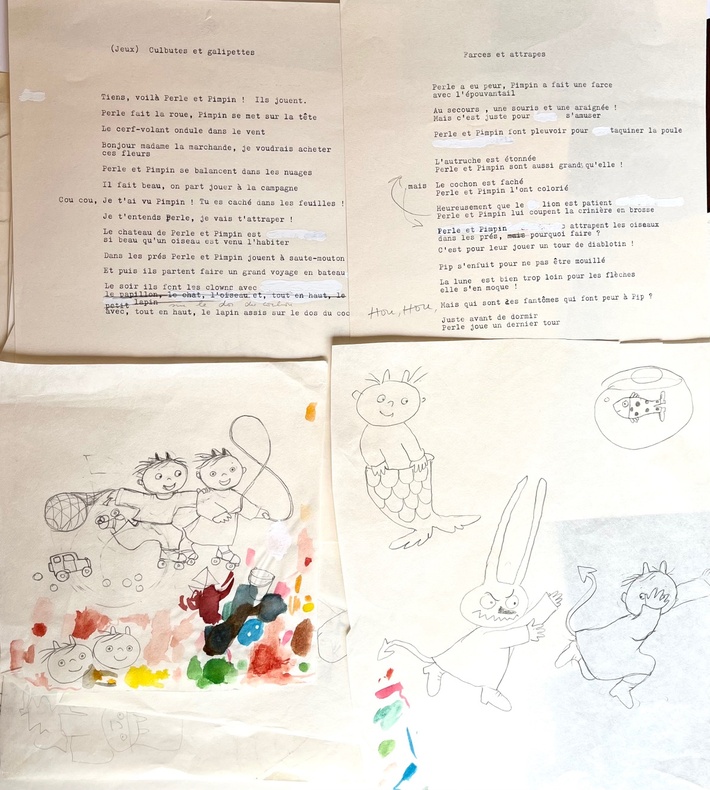 (Jeux) Culbutes et galipettes
Tiens, voilà Perle et Pimpin ! Ils jouent.
Perle fait la roue, Pimpin se met sur la tête
Le cerf-volant ondule dans le vent
Bonjour madame la marchande, je voudrais acheter
ces fleurs
Perle et Pimpin se balancent dans les nuages
Il fait beau, on part jouer à la campagne
Cou cou, Je t'ai vu Pimpin ! Tu es caché dans les feuilles !
Je t'entends Perle, je vais t'attraper !
Le chateau de Perle et Pimpin est
si beau qu'un oiseau est venu l'habiter
Dans les prés Perle et Pimpin jouent à saute-mouton
Et puis ils partent faire un grand voyage en bateau
Le soir ils font les clowns avec
le papillon, le chat, l'oiseau et, tout en haut, le
petit lapin
avec, tout en haut, le lapin assis sur le dos du coc
Farces et attrapes
Perle a eu peur, Pimpin a fait une farce
avec l'épouvantail
Au secours , une souris et une araignée !
Mais c'est juste pour s'amuser
Perle et Pimpin font pleuvoir pour taquiner la poule
L'autruche est étonnée
Perle et Pimpin sont aussi grands qu'elle !
mais Le cochon est faché
Perle et Pimpin l'ont colorié
Heureusement que le lion est patient
Perle et Pimpin lui coupent la crinière en brosse
Perle et Pimpin attrapent les oiseaux
dans les prés, mais pourquoi faire ?
C'est pour leur jouer un tour de diablotin !
Pip s'enfuit pour ne pas être mouillé
La lune est bien trop loin pour les flèches
elle s'en moque !
Hou, Hou, Mais qui sont ces fantômes qui font peur à Pip ?
Juste avant de dormir
Perle joue un dernier tour